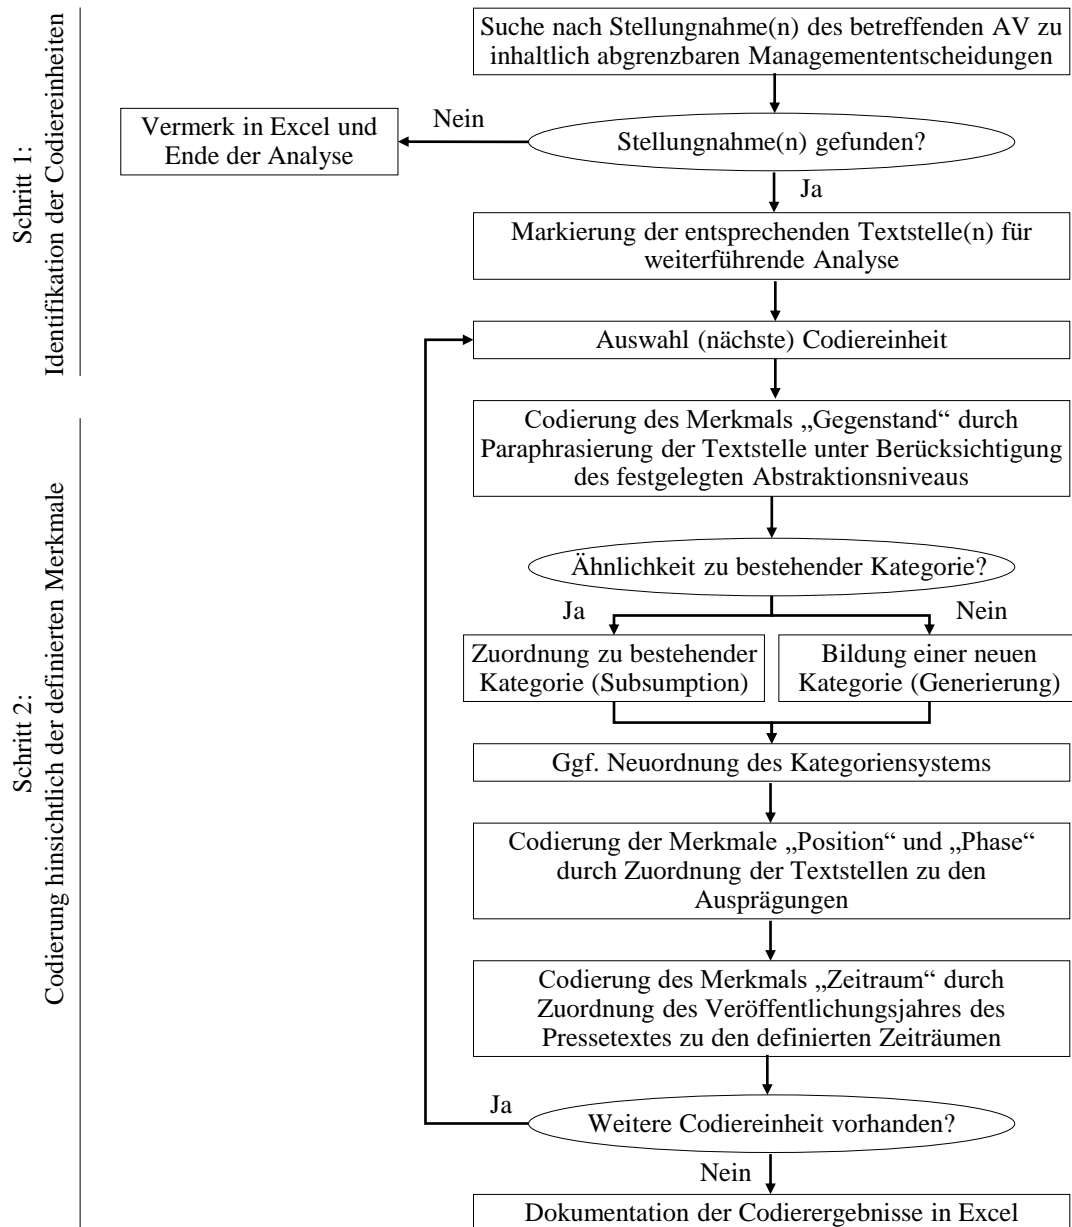 Schritt 1:
Identifikation der Codiereinheiten
Suche nach Stellungnahme(n) des betreffenden AV zu
inhaltlich abgrenzbaren Managemententscheidungen
Vermerk in Excel und
Ende der Analyse
Nein
Stellungnahme(n) gefunden?
Ja
Markierung der entsprechenden Textstelle(n) für
weiterführende Analyse
Auswahl (nächste) Codiereinheit
Schritt 2:
Codierung hinsichtlich der definierten Merkmale
Codierung des Merkmals „Gegenstand“ durch
Paraphrasierung der Textstelle unter Berücksichtigung
des festgelegten Abstraktionsniveaus
Ähnlichkeit zu bestehender Kategorie?
Ja
Nein
Zuordnung zu bestehender
Kategorie (Subsumption)
Bildung einer neuen
Kategorie (Generierung)
Ggf. Neuordnung des Kategoriensystems
Codierung der Merkmale „Position“ und „Phase“
durch Zuordnung der Textstellen zu den
Ausprägungen
Codierung des Merkmals „Zeitraum“ durch
Zuordnung des Veröffentlichungsjahres des
Pressetextes zu den definierten Zeiträumen
Ja
Weitere Codiereinheit vorhanden?
Nein
Dokumentation der Codierergebnisse in Excel